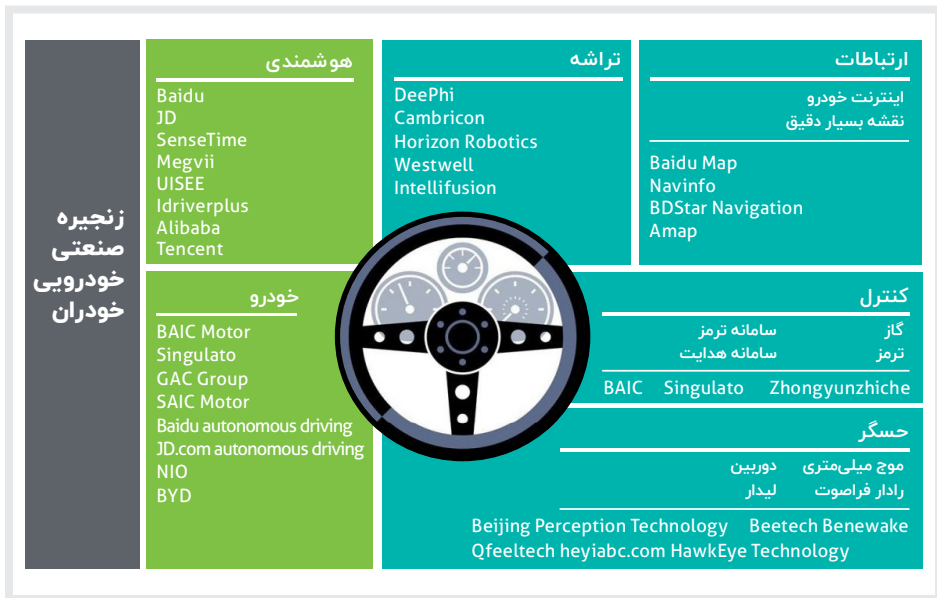 زنجیره
صنعتی
خودرویی
خودران
ارتباطات
اینترنت خودرو
نقشه بسیار دقیق
Baidu Map
Navinfo
BDStar Navigation
Amap
تراشه
DeePhi
Cambricon
Horizon Robotics
Westwell
Intellifusion
هوشمندی
Baidu
JD
SenseTime
Megvii
UISEE
Idriverplus
Alibaba
Tencent
خودرو
BAIC Motor
Singulato
GAC Group
SAIC Motor
Baidu autonomous driving
JD.com autonomous driving
NIO
BYD
کنترل
گاز سامانه ترمز
ترمز سامانه هدایت
BAIC Singulato Zhongyunzhiche
حسگر
موج میلی‌متری دوربین
رادار فراصوت لیدار
Beijing Perception Technology Beetech Benewake
Qfeeltech heyiabc.com HawkEye Technology